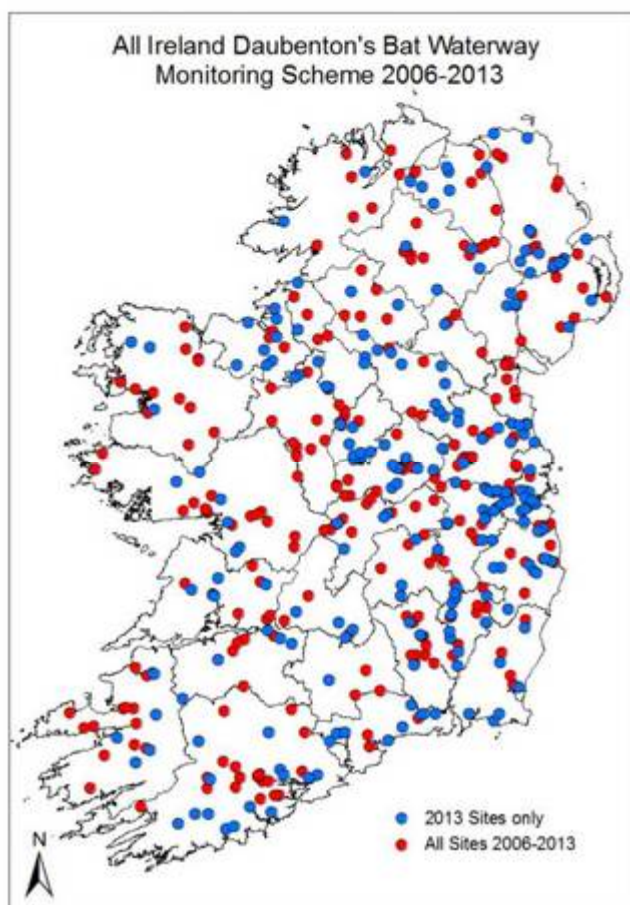 All Ireland Daubenton's Bat Waterway
Monitoring Scheme 2006-2013
2013 Sites only
All Sites 2006-2013
N